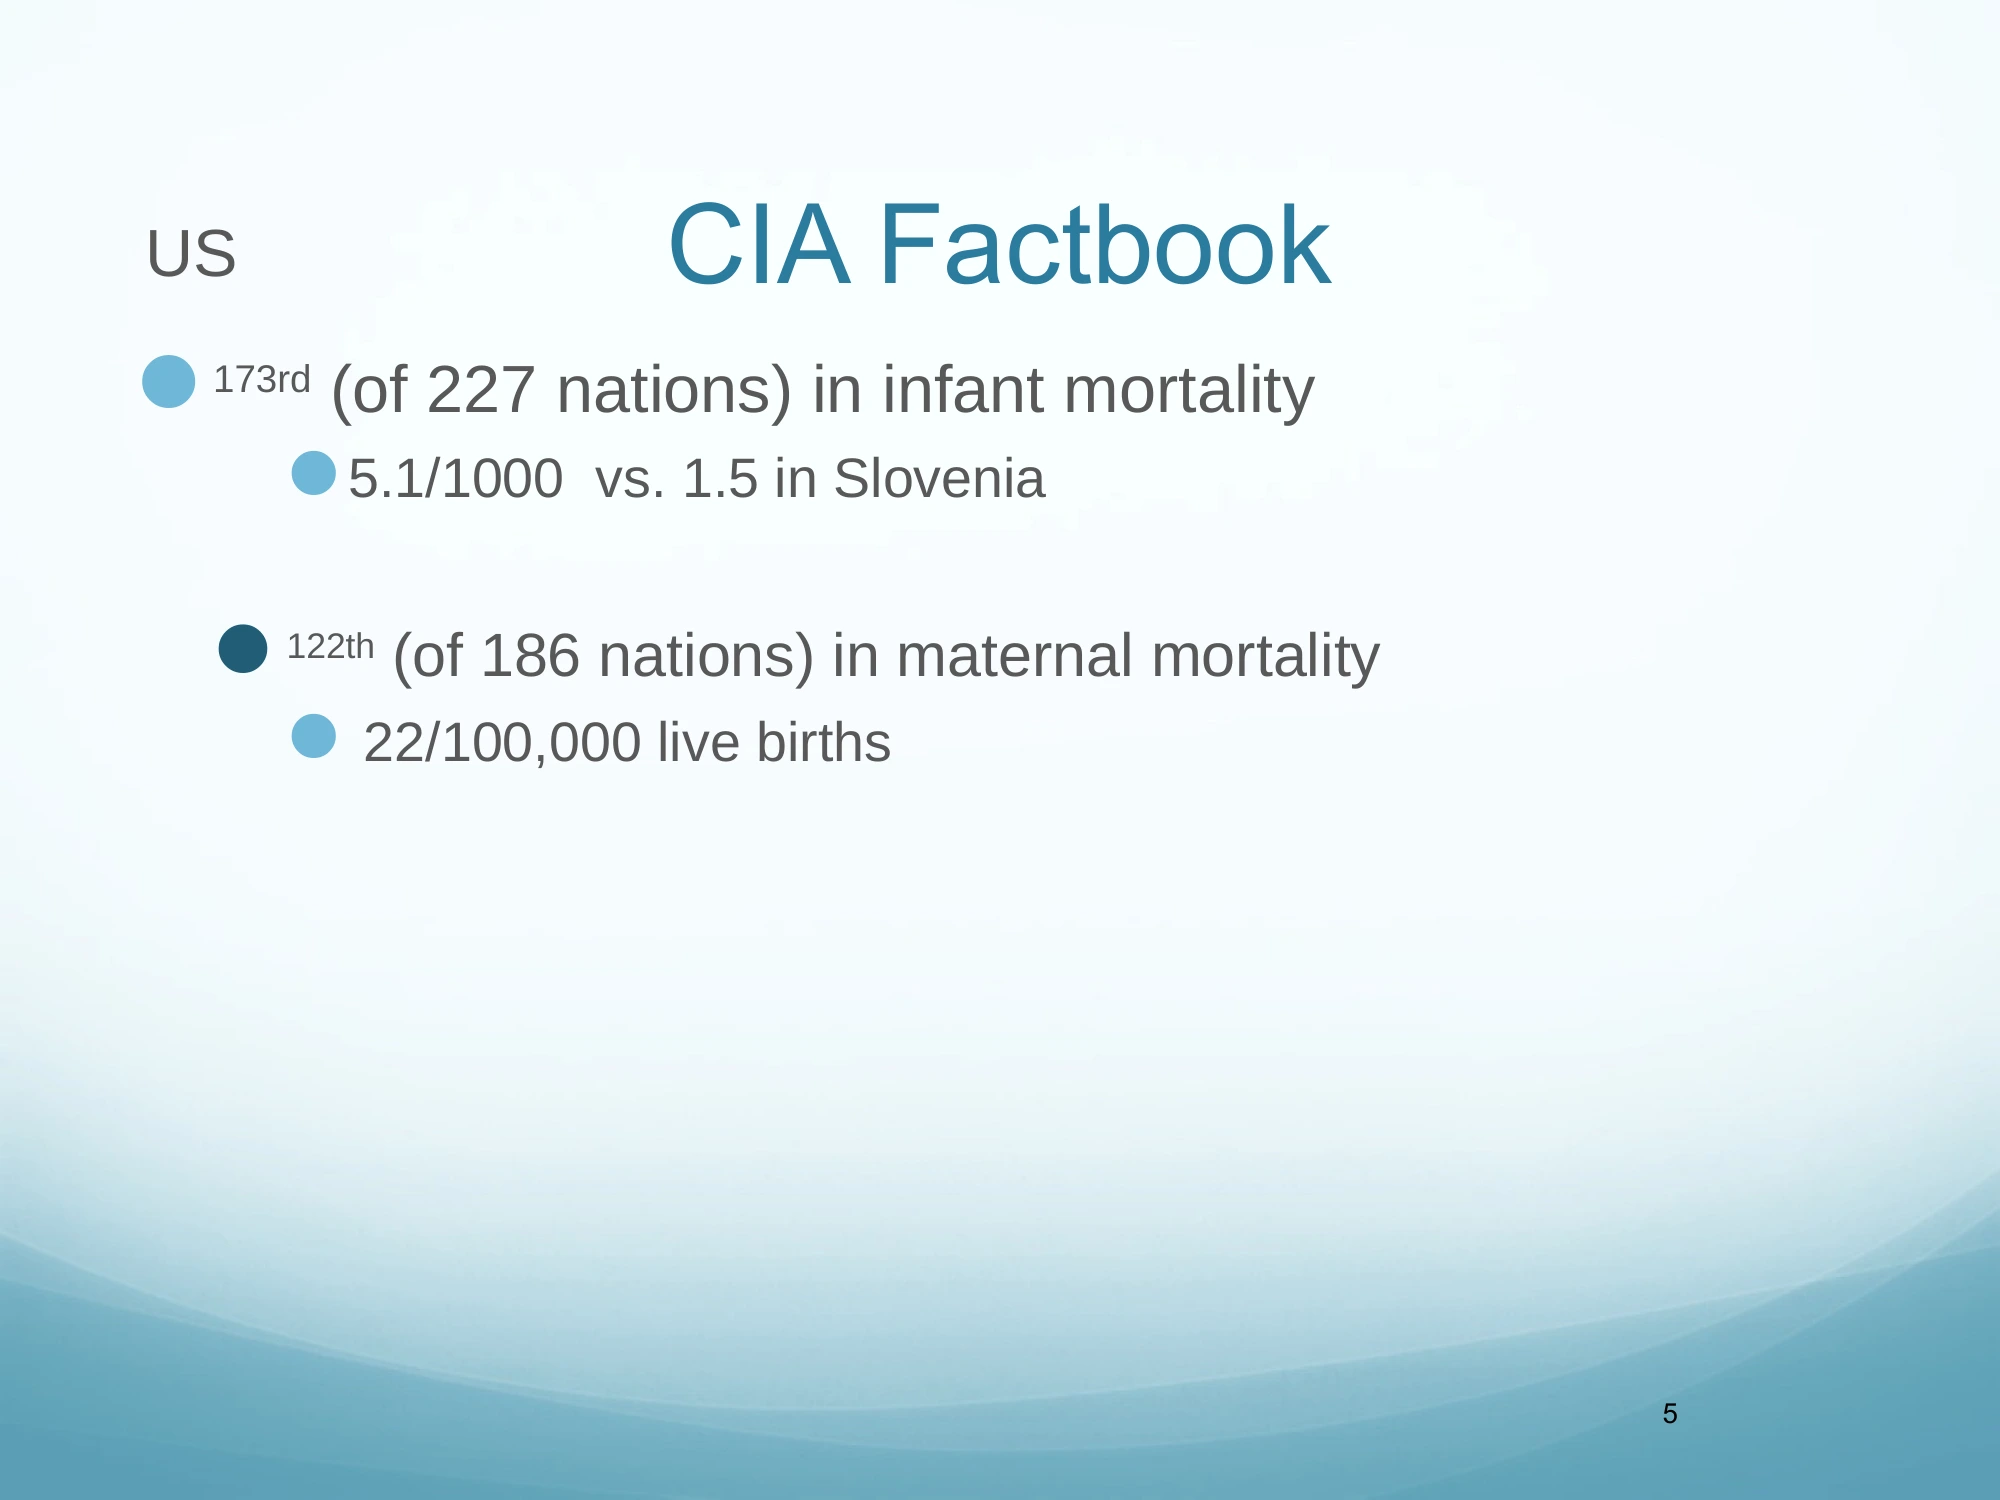 CIA Factbook
US
173rd (of 227 nations) in infant mortality
5.1/1000  vs. 1.5 in Slovenia
122th (of 186 nations) in maternal mortality
22/100,000 live births
5